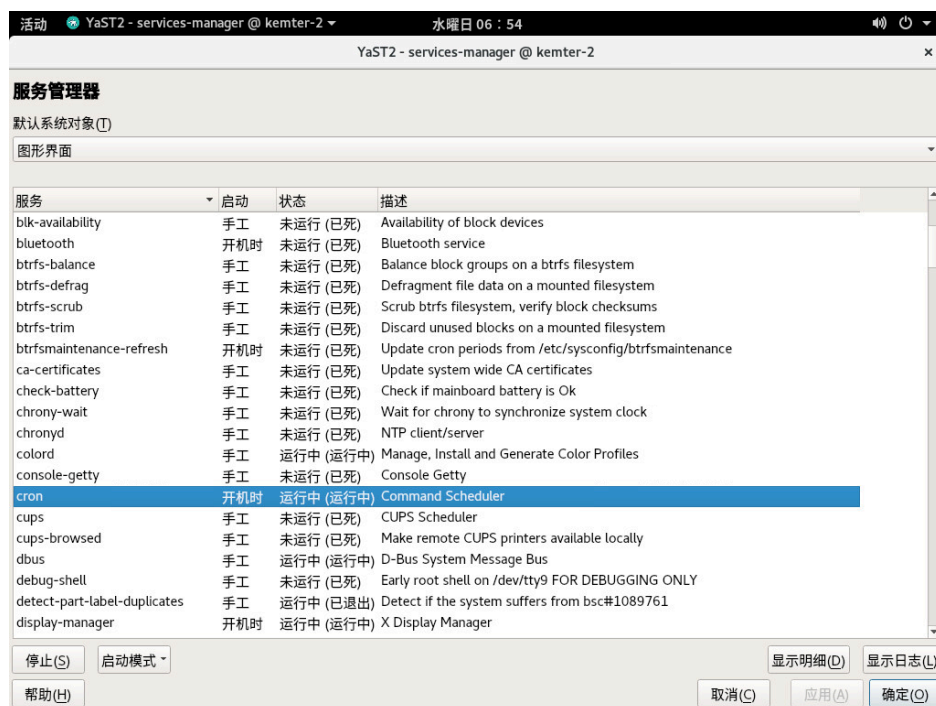 活动 YaST2 - services-manager @ kemter-2 水曜日 06：54
YaST2 - services-manager @ kemter-2 ×
服务管理器
默认系统对象(T)
图形界面
服务 启动 状态 描述
blk-availability 手工 未运行 (已死) Availability of block devices
bluetooth 开机时 未运行 (已死) Bluetooth service
btrfs-balance 手工 未运行 (已死) Balance block groups on a btrfs filesystem
btrfs-defrag 手工 未运行 (已死) Defragment file data on a mounted filesystem
btrfs-scrub 手工 未运行 (已死) Scrub btrfs filesystem, verify block checksums
btrfs-trim 手工 未运行 (已死) Discard unused blocks on a mounted filesystem
btrfsmaintenance-refresh 开机时 未运行 (已死) Update cron periods from /etc/sysconfig/btrfsmaintenance
ca-certificates 手工 未运行 (已死) Update system wide CA certificates
check-battery 手工 未运行 (已死) Check if mainboard battery is Ok
chrony-wait 手工 未运行 (已死) Wait for chrony to synchronize system clock
chronyd 手工 未运行 (已死) NTP client/server
colord 手工 运行中 (运行中) Manage, Install and Generate Color Profiles
console-getty 手工 未运行 (已死) Console Getty
cron 开机时 运行中 (运行中) Command Scheduler
cups 手工 未运行 (已死) CUPS Scheduler
cups-browsed 手工 未运行 (已死) Make remote CUPS printers available locally
dbus 手工 运行中 (运行中) D-Bus System Message Bus
debug-shell 手工 未运行 (已死) Early root shell on /dev/tty9 FOR DEBUGGING ONLY
detect-part-label-duplicates 手工 运行中 (已退出) Detect if the system suffers from bsc#1089761
display-manager 开机时 运行中 (运行中) X Display Manager
停止(S) 启动模式 显示明细(D) 显示日志(L)
帮助(H) 取消(C) 应用(A) 确定(O)